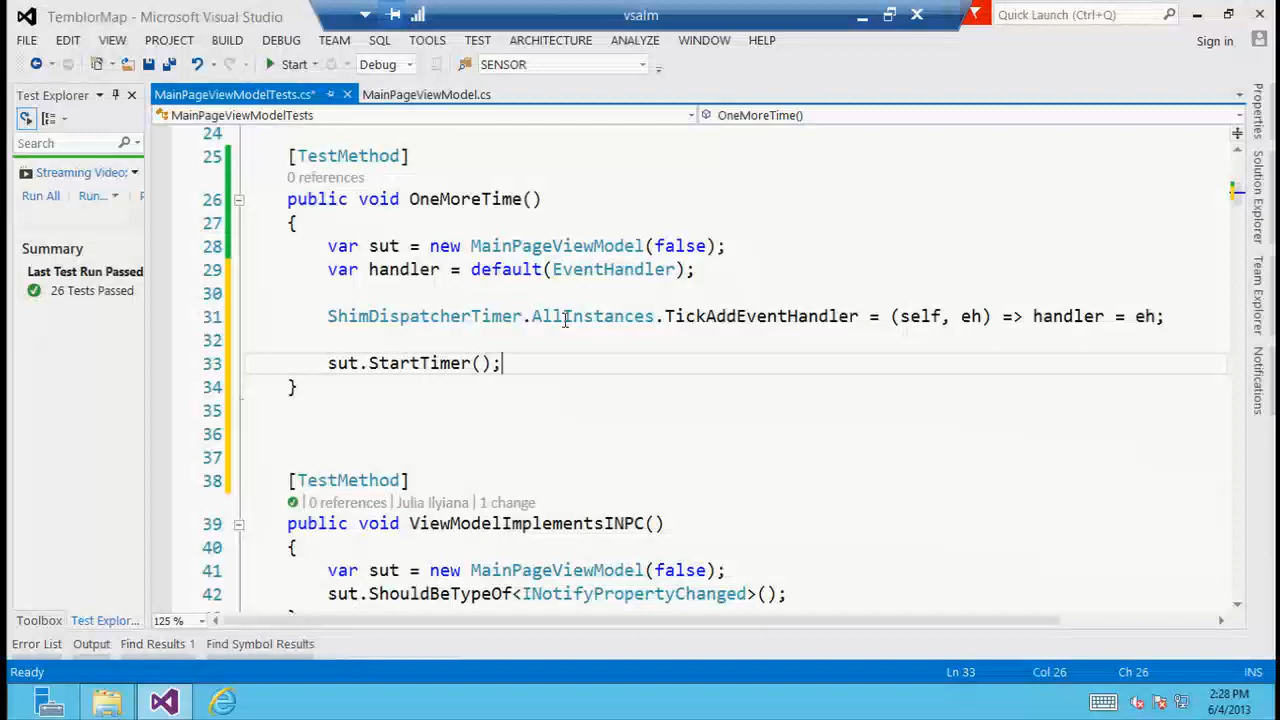 TemblorMap - Microsoft Visual Studio
vsalm
Quick Launch (Ctrl+Q)
FILE EDIT VIEW PROJECT BUILD DEBUG TEAM SQL TOOLS TEST ARCHITECTURE ANALYZE WINDOW HELP
Sign in
Start Debug SENSOR
Test Explorer
MainPageViewModelTests.cs* MainPageViewModel.cs
MainPageViewModelTests OneMoreTime()
Search
Streaming Video:
Run All Run...
Summary
Last Test Run Passed
26 Tests Passed
24
25 [TestMethod]
0 references
26 public void OneMoreTime()
27 {
28 var sut = new MainPageViewModel(false);
29 var handler = default(EventHandler);
30
31 ShimDispatcherTimer.AllInstances.TickAddEventHandler = (self, eh) => handler = eh;
32
33 sut.StartTimer();
34 }
35
36
37
38 [TestMethod]
0 references | Julia Ilyiana | 1 change
39 public void ViewModelImplementsINPC()
40 {
41 var sut = new MainPageViewModel(false);
42 sut.ShouldBeTypeOf<INotifyPropertyChanged>();
Properties
Solution Explorer
Team Explorer
Notifications
Toolbox Test Explor...
125 %
Error List Output Find Results 1 Find Symbol Results
Ready Ln 33 Col 26 Ch 26 INS
2:28 PM
6/4/2013